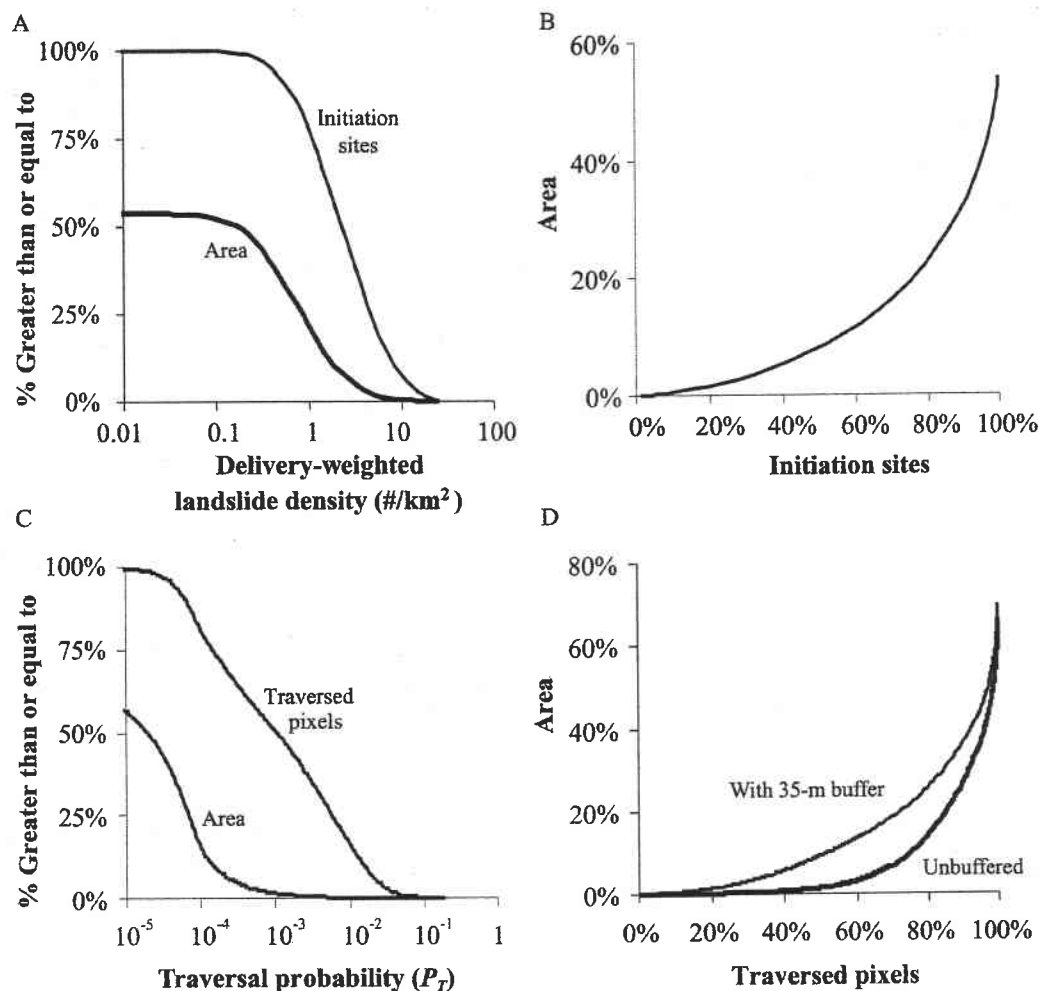 A
% Greater than or equal to
100%
75%
50%
25%
0%
Initiation
sites
Area
0.01 0.1 1 10 100
Delivery-weighted
landslide density (#/km²)
B
Area
60%
40%
20%
0%
0% 20% 40% 60% 80% 100%
Initiation sites
C
% Greater than or equal to
100%
75%
50%
25%
0%
Traversed
pixels
Area
10⁻⁵ 10⁻⁴ 10⁻³ 10⁻² 10⁻¹ 1
Traversal probability (P_T)
D
Area
80%
60%
40%
20%
0%
With 35-m buffer
Unbuffered
0% 20% 40% 60% 80% 100%
Traversed pixels